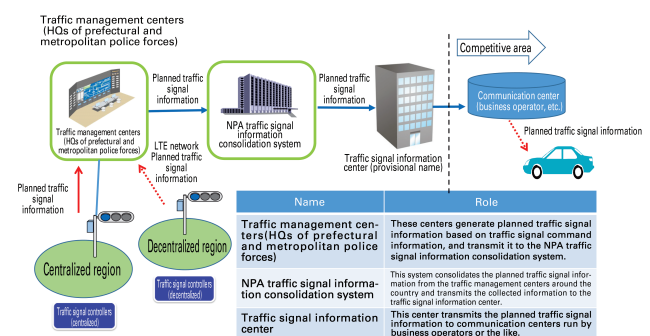 Traffic management centers
(HQs of prefectural and
metropolitan police forces)
Competitive area
Planned traffic
signal
information
Planned traffic
signal
information
Communication center
(business operator, etc.)
Traffic management centers
(HQs of prefectural and
metropolitan police forces)
NPA traffic signal
information
consolidation system
Planned traffic signal information
LTE network
Planned traffic
signal
information
Traffic signal information
center (provisional name)
Planned traffic
signal
information
Centralized region
Decentralized region
Traffic signal controllers
(centralized)
Traffic signal controllers
(decentralized)
Name
Role
Traffic management cen-
ters(HQs of prefectural
and metropolitan police
forces)
These centers generate planned traffic signal
information based on traffic signal command
information, and transmit it to the NPA traffic
signal information consolidation system.
NPA traffic signal informa-
tion consolidation system
This system consolidates the planned traffic signal infor-
mation from the traffic management centers around the
country and transmits the collected information to the
traffic signal information center.
Traffic signal information
center
This center transmits the planned traffic signal
information to communication centers run by
business operators or the like.